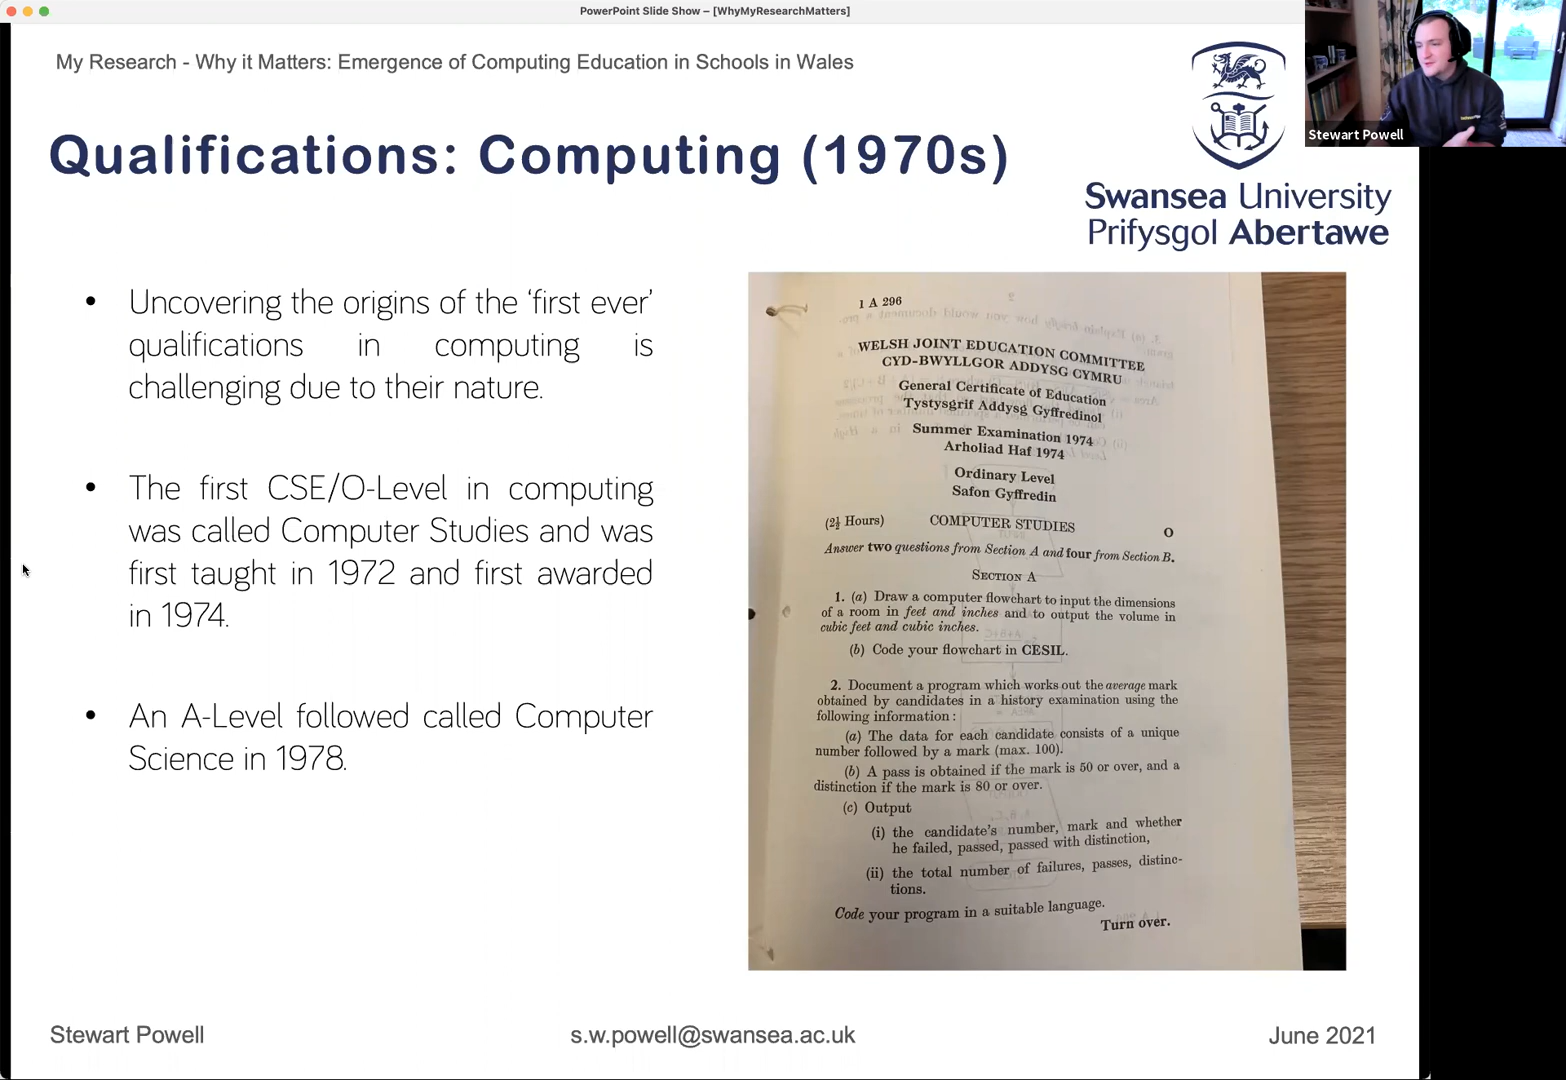 PowerPoint Slide Show – [WhyMyResearchMatters]
My Research - Why it Matters: Emergence of Computing Education in Schools in Wales
Stewart Powell
Qualifications: Computing (1970s)
Swansea University
Prifysgol Abertawe
• Uncovering the origins of the ‘first ever’
qualifications in computing is
challenging due to their nature.
• The first CSE/O-Level in computing
was called Computer Studies and was
first taught in 1972 and first awarded
in 1974.
• An A-Level followed called Computer
Science in 1978.
1 A 296
WELSH JOINT EDUCATION COMMITTEE
CYD-BWYLLGOR ADDYSG CYMRU
General Certificate of Education
Tystysgrif Addysg Gyffredinol
Summer Examination 1974
Arholiad Haf 1974
Ordinary Level
Safon Gyffredin
(2½ Hours) COMPUTER STUDIES O
Answer two questions from Section A and four from Section B.
SECTION A
1. (a) Draw a computer flowchart to input the dimensions
of a room in feet and inches and to output the volume in
cubic feet and cubic inches.
(b) Code your flowchart in CESIL.
2. Document a program which works out the average mark
obtained by candidates in a history examination using the
following information :
(a) The data for each candidate consists of a unique
number followed by a mark (max. 100).
(b) A pass is obtained if the mark is 50 or over, and a
distinction if the mark is 80 or over.
(c) Output
(i) the candidate’s number, mark and whether
he failed, passed, passed with distinction,
(ii) the total number of failures, passes, distinc-
tions.
Code your program in a suitable language.
Turn over.
Stewart Powell
s.w.powell@swansea.ac.uk
June 2021